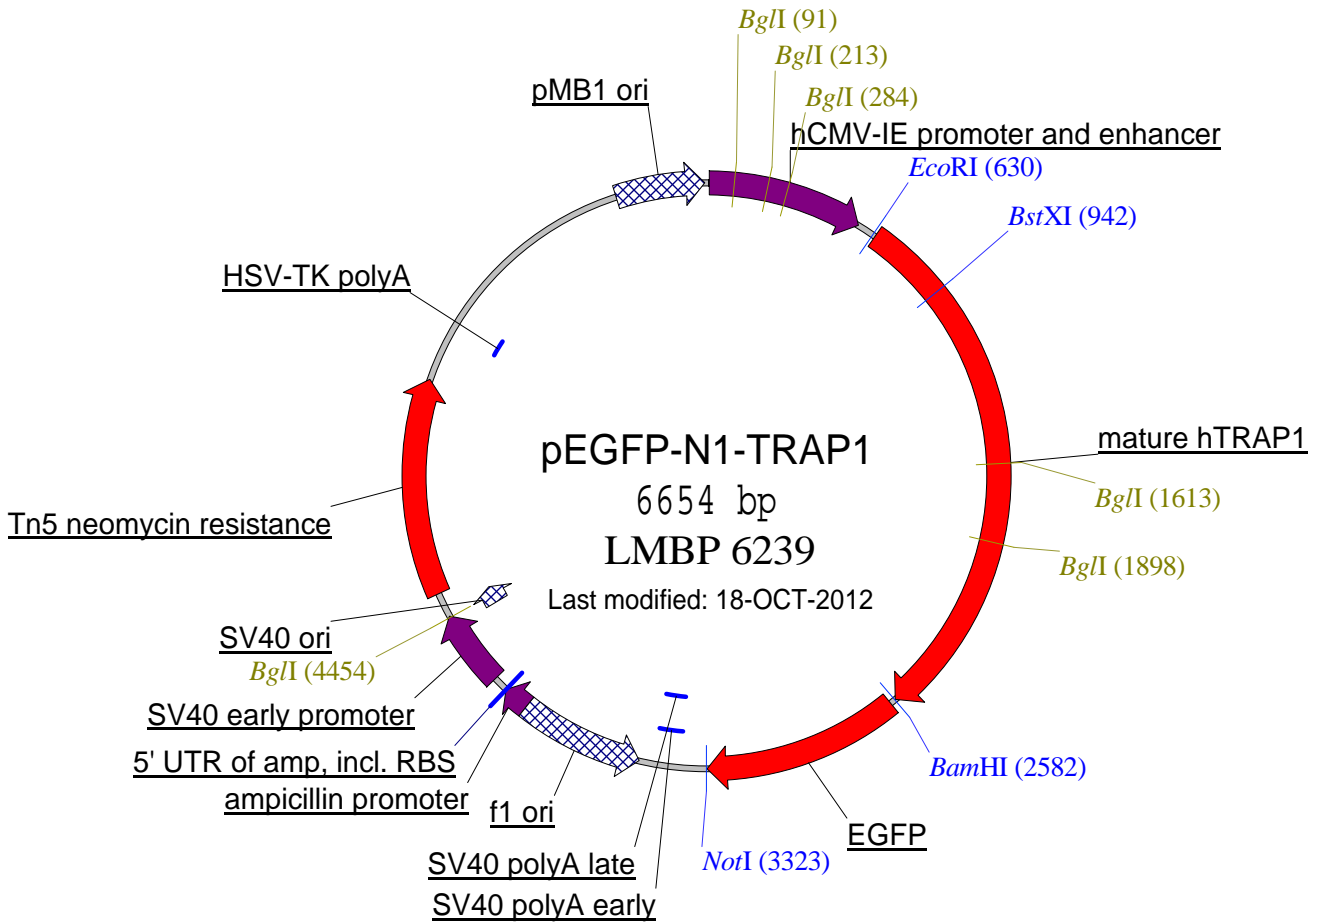 BglI (91)
BglI (213)
pMB1 ori
BglI (284)
hCMV-IE promoter and enhancer
EcoRI (630)
BstXI (942)
HSV-TK polyA
mature hTRAP1
pEGFP-N1-TRAP1
6654 bp
LMBP 6239
Last modified: 18-OCT-2012
BglI (1613)
Tn5 neomycin resistance
BglI (1898)
SV40 ori
BglI (4454)
SV40 early promoter
5' UTR of amp, incl. RBS
ampicillin promoter
f1 ori
BamHI (2582)
EGFP
SV40 polyA late
NotI (3323)
SV40 polyA early